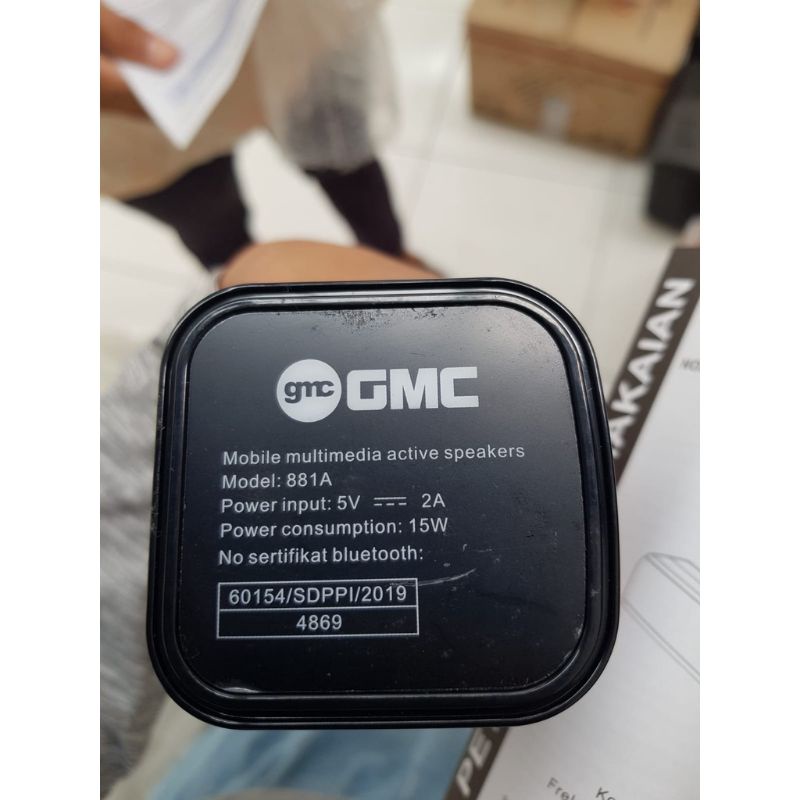 gmc GMC
Mobile multimedia active speakers
Model: 881A
Power input: 5V ⎓ 2A
Power consumption: 15W
No sertifikat bluetooth:
60154/SDPPI/2019
4869
AKAIAN
PE